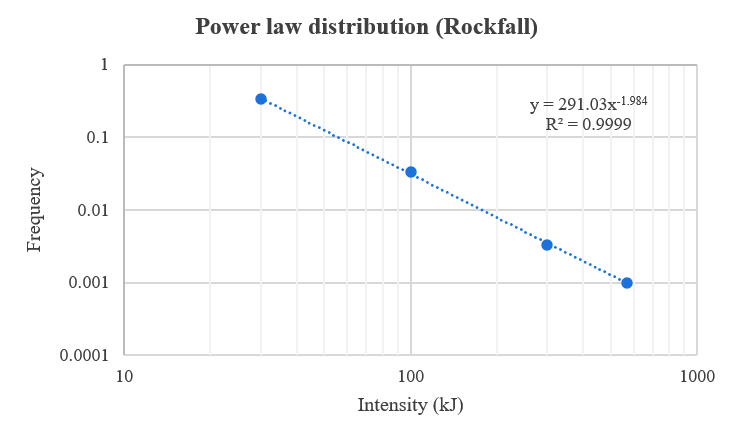 Power law distribution (Rockfall)
1
y = 291.03x^-1.984
R² = 0.9999
0.1
0.01
0.001
0.0001
Frequency
10 100 1000
Intensity (kJ)